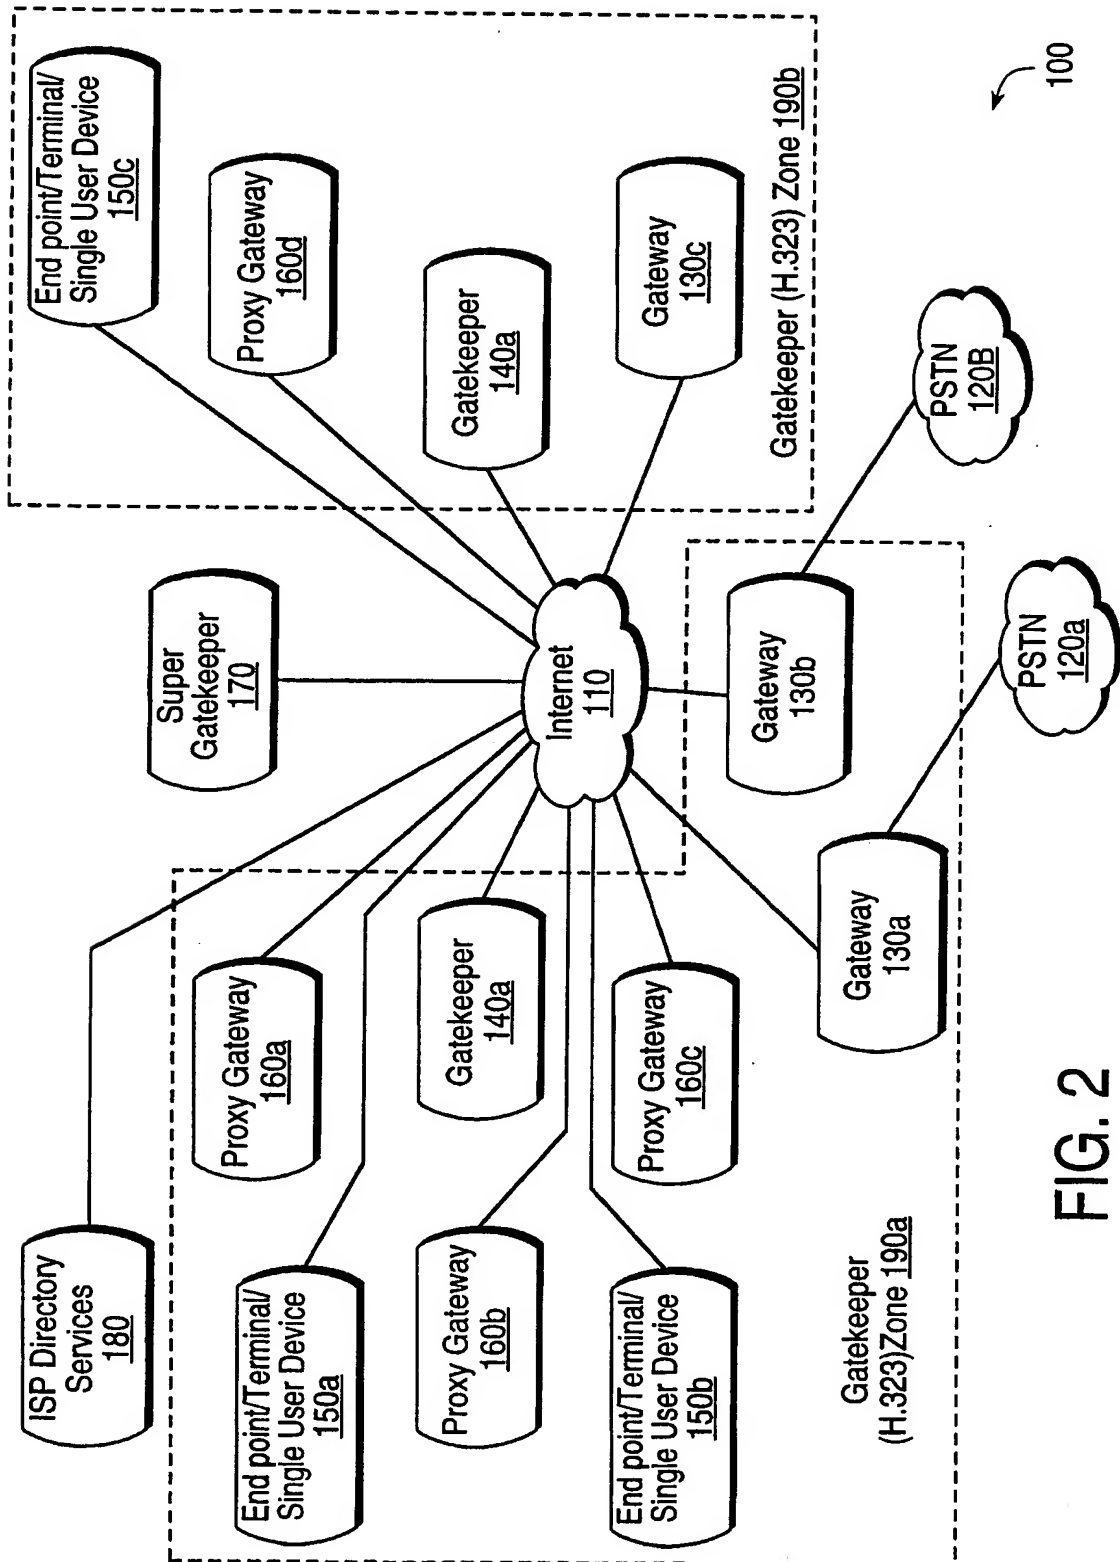 ISP Directory
Services
180
Super
Gatekeeper
170
End point/Terminal/
Single User Device
150c
Proxy Gateway
160a
Proxy Gateway
160d
End point/Terminal/
Single User Device
150a
Gatekeeper
140a
Gatekeeper
140a
Proxy Gateway
160b
Internet
110
End point/Terminal/
Single User Device
150b
Proxy Gateway
160c
Gateway
130c
Gateway
130b
Gatekeeper (H.323) Zone 190b
Gatekeeper
(H.323)Zone 190a
Gateway
130a
PSTN
120B
PSTN
120a
100
FIG. 2